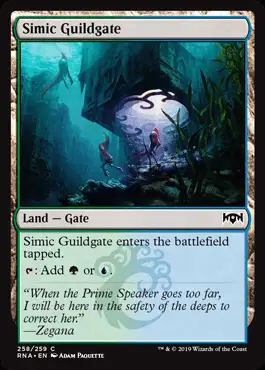 Simic Guildgate
Land — Gate
Simic Guildgate enters the battlefield
tapped.
: Add or .
“When the Prime Speaker goes too far,
I will be here in the safety of the deeps to
correct her.”
—Zegana
258/259 C
RNA • EN Adam Paquette
™ & © 2019 Wizards of the Coast